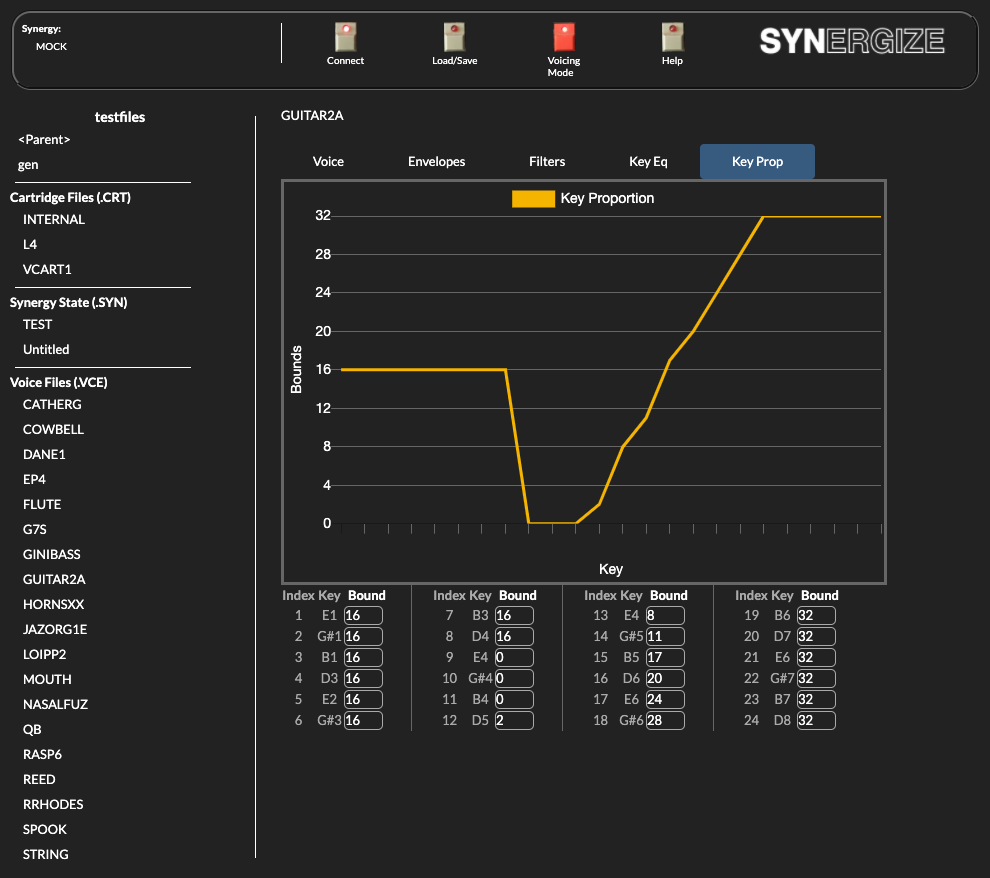 Synergy:
MOCK
Connect
Load/Save
Voicing
Mode
Help
SYNERGIZE
testfiles
<Parent>
gen
Cartridge Files (.CRT)
INTERNAL
L4
VCART1
Synergy State (.SYN)
TEST
Untitled
Voice Files (.VCE)
CATHERG
COWBELL
DANE1
EP4
FLUTE
G7S
GINIBASS
GUITAR2A
HORNSXX
JAZORG1E
LOIPP2
MOUTH
NASALFUZ
QB
RASP6
REED
RRHODES
SPOOK
STRING
GUITAR2A
Voice Envelopes Filters Key Eq Key Prop
Key Proportion
32
28
24
20
16
12
8
4
0
Bounds
Key
Index Key Bound Index Key Bound Index Key Bound Index Key Bound
1 E1 16 7 B3 16 13 E4 8 19 B6 32
2 G#1 16 8 D4 16 14 G#5 11 20 D7 32
3 B1 16 9 E4 0 15 B5 17 21 E6 32
4 D3 16 10 G#4 0 16 D6 20 22 G#7 32
5 E2 16 11 B4 0 17 E6 24 23 B7 32
6 G#3 16 12 D5 2 18 G#6 28 24 D8 32